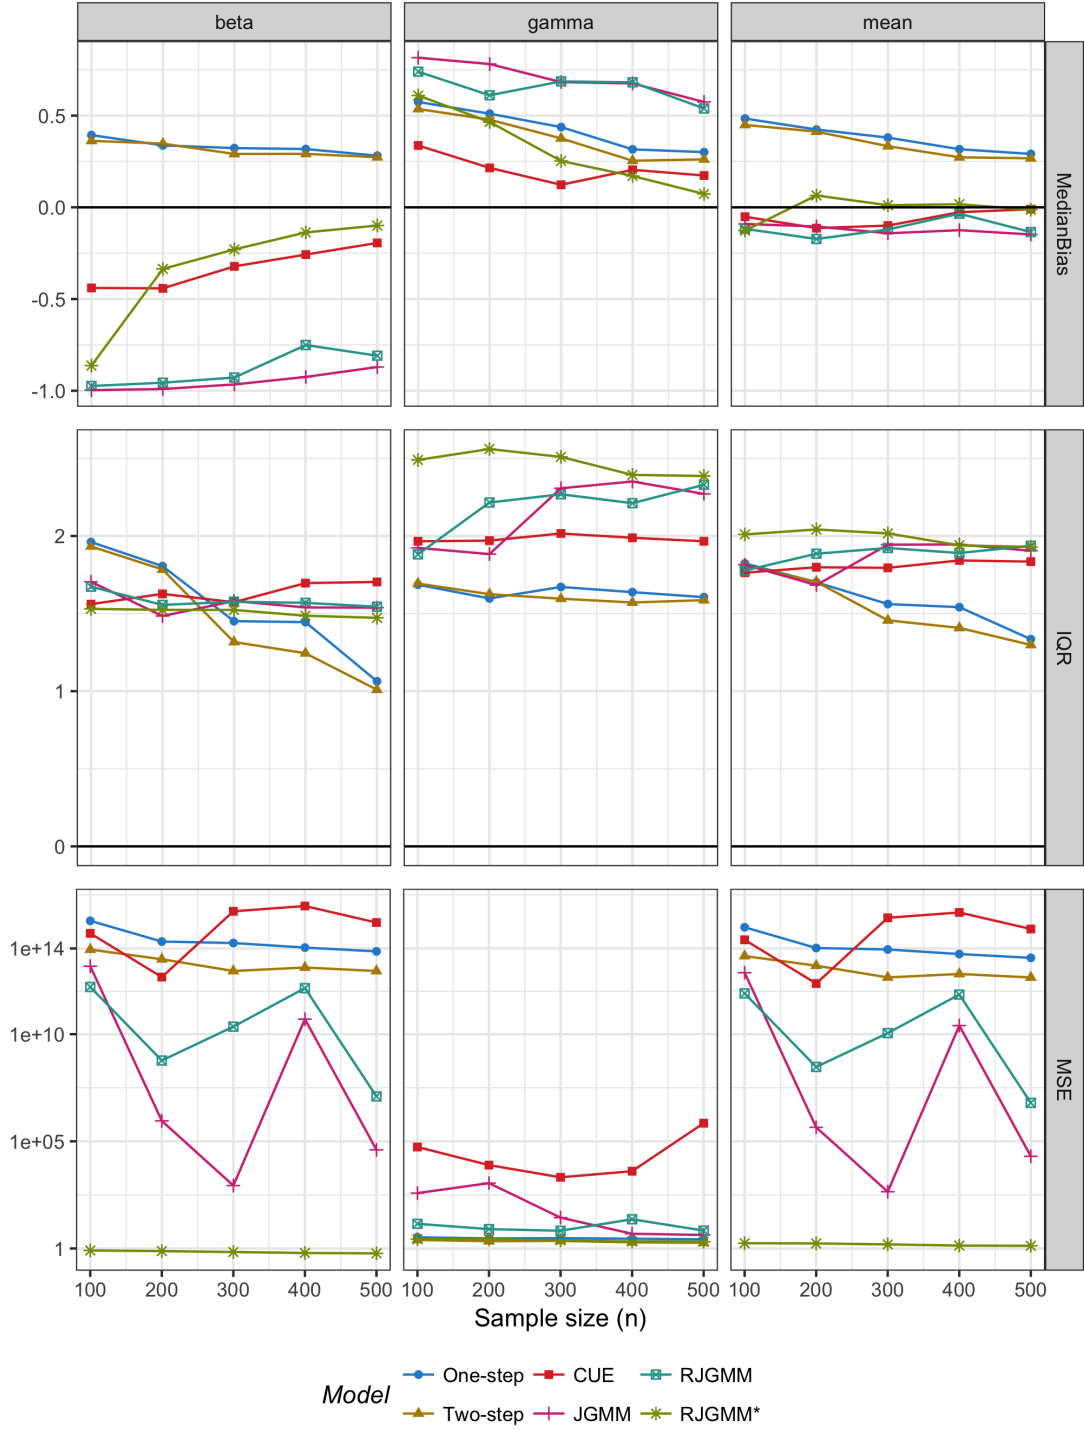 beta gamma mean
0.5
0.0
-0.5
-1.0
MedianBias
2
1
0
IQR
1e+14
1e+10
1e+05
1
MSE
100 200 300 400 500 100 200 300 400 500 100 200 300 400 500
Sample size (n)
Model
One-step CUE RJGMM
Two-step JGMM RJGMM*